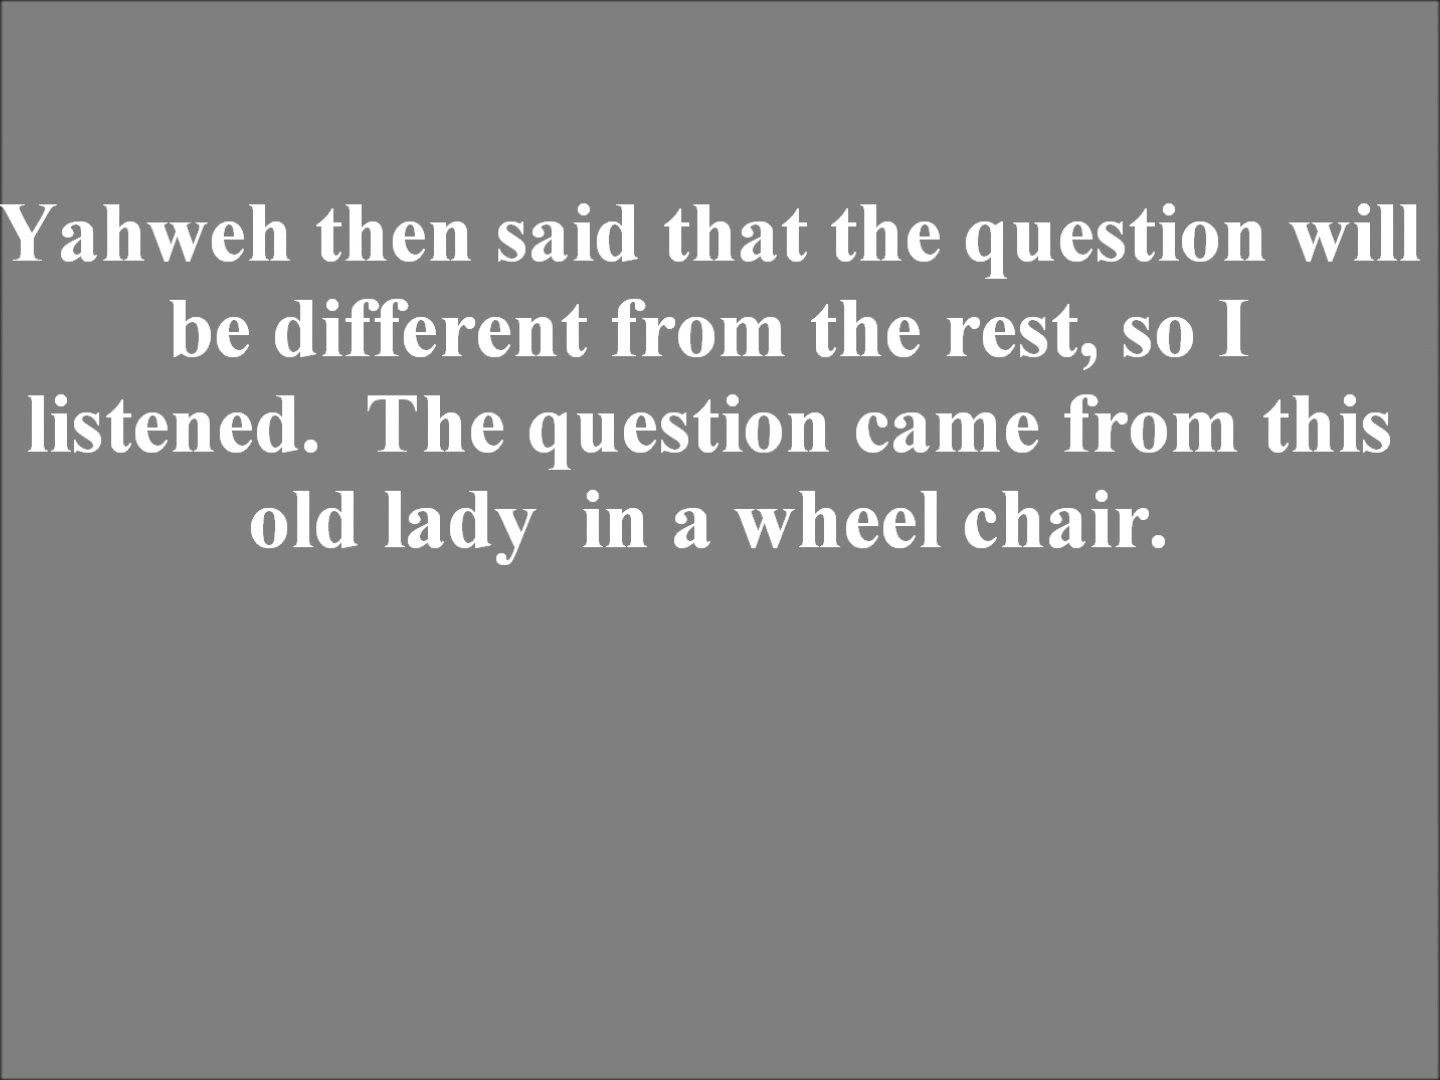 Yahweh then said that the question will
be different from the rest, so I
listened.  The question came from this
old lady  in a wheel chair.